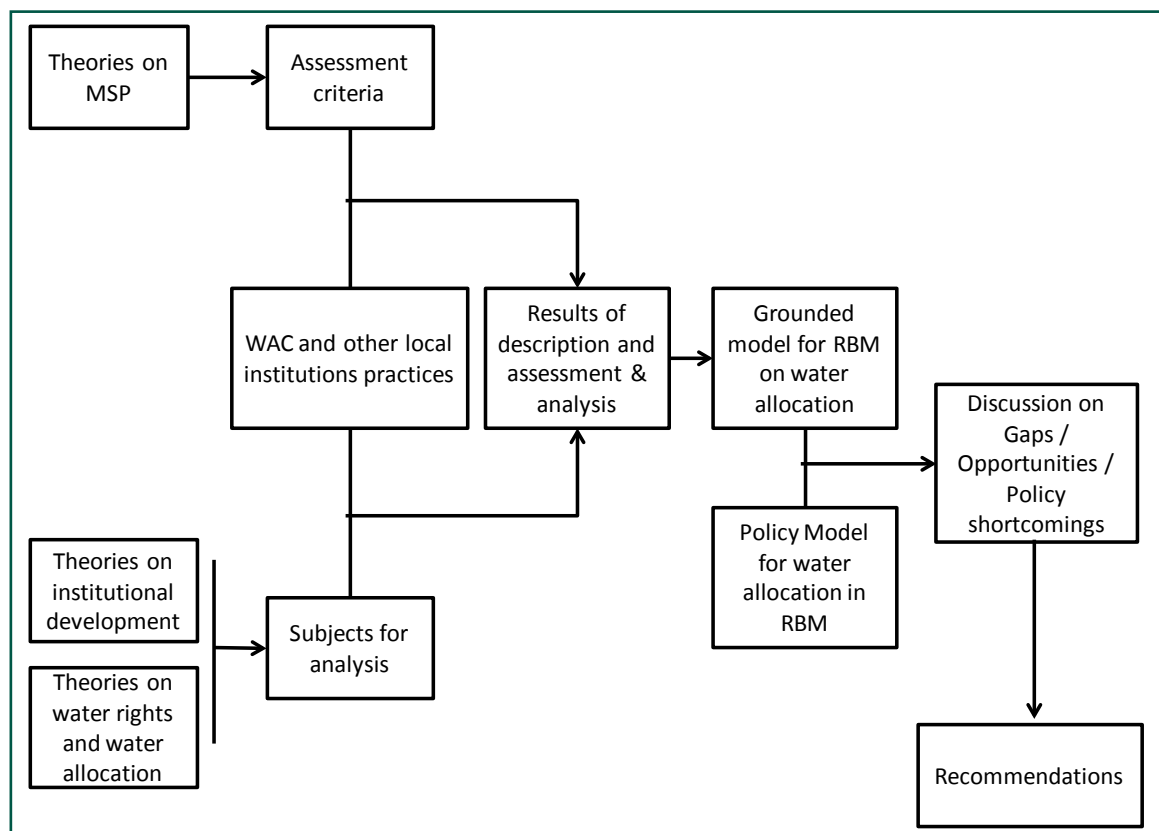 Theories on
MSP
Assessment
criteria
WAC and other local
institutions practices
Results of
description and
assessment &
analysis
Grounded
model for RBM
on water
allocation
Discussion on
Gaps /
Opportunities /
Policy
shortcomings
Policy Model
for water
allocation in
RBM
Theories on
institutional
development
Subjects for
analysis
Theories on
water rights
and water
allocation
Recommendations